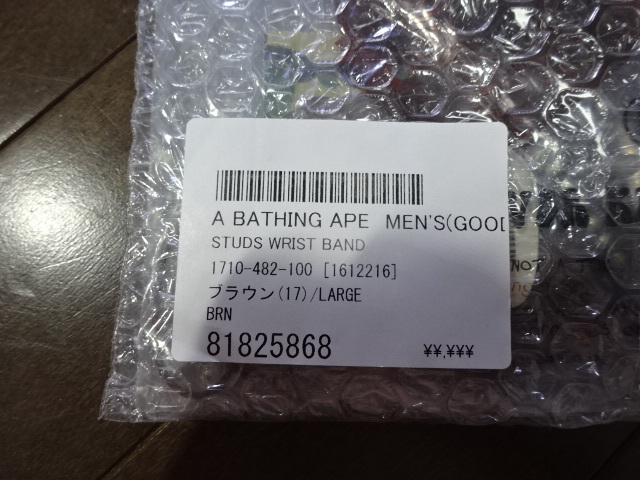 A BATHING APE MEN'S(GOOD
STUDS WRIST BAND
1710-482-100 [1612216]
ブラウン(17)/LARGE
BRN
81825868
¥¥,¥¥¥
NOT